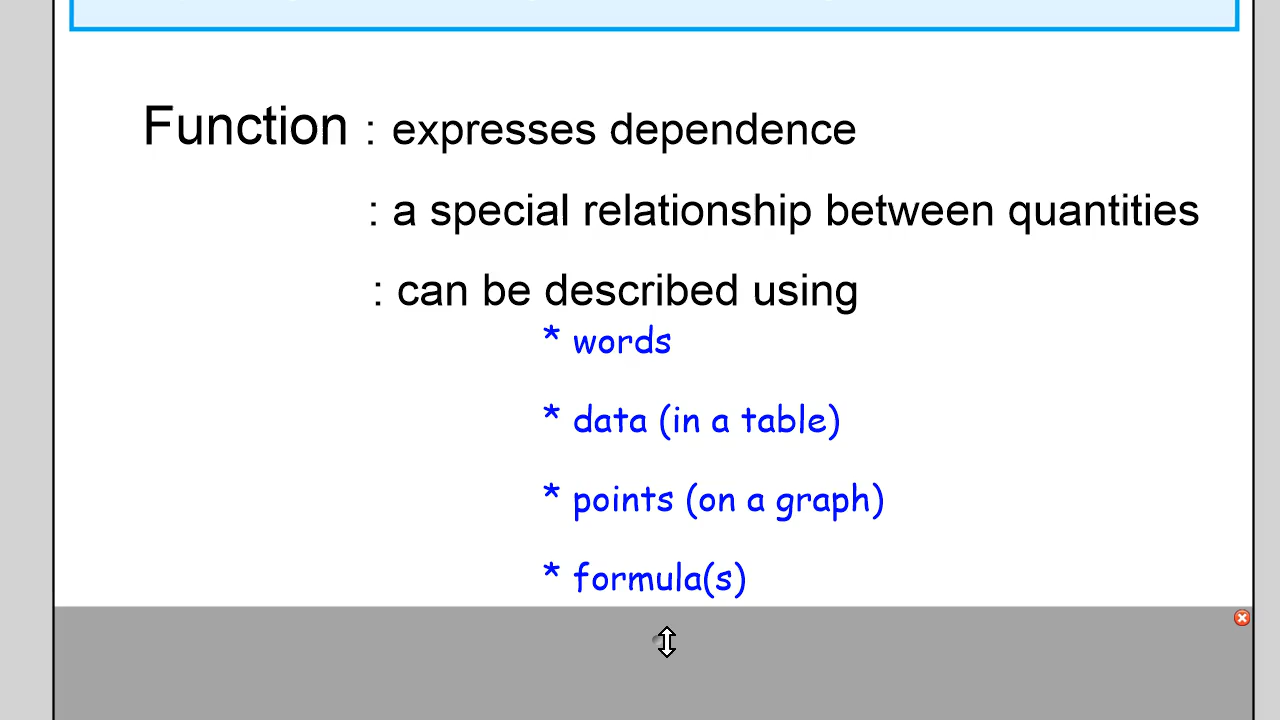 Function : expresses dependence
: a special relationship between quantities
: can be described using
* words
* data (in a table)
* points (on a graph)
* formula(s)